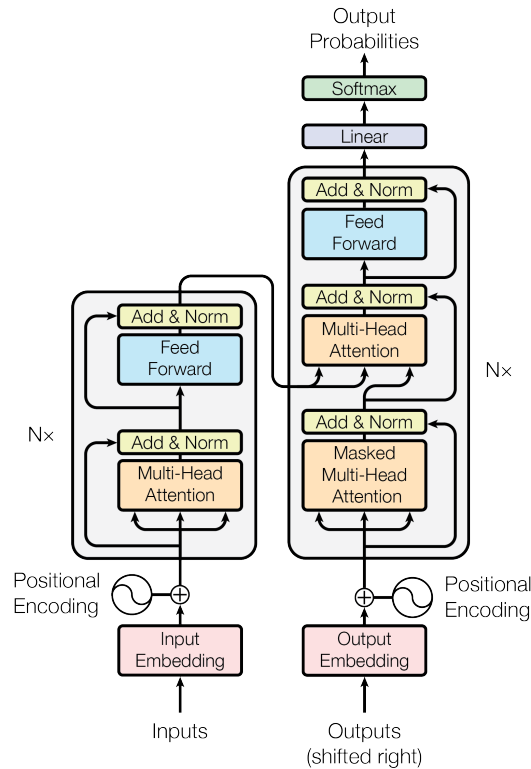 Output
Probabilities
Softmax
Linear
Add & Norm
Feed
Forward
Add & Norm
Multi-Head
Attention
Add & Norm
Masked
Multi-Head
Attention
N×
Add & Norm
Feed
Forward
Add & Norm
Multi-Head
Attention
N×
Positional
Encoding
Positional
Encoding
Input
Embedding
Output
Embedding
Inputs
Outputs
(shifted right)